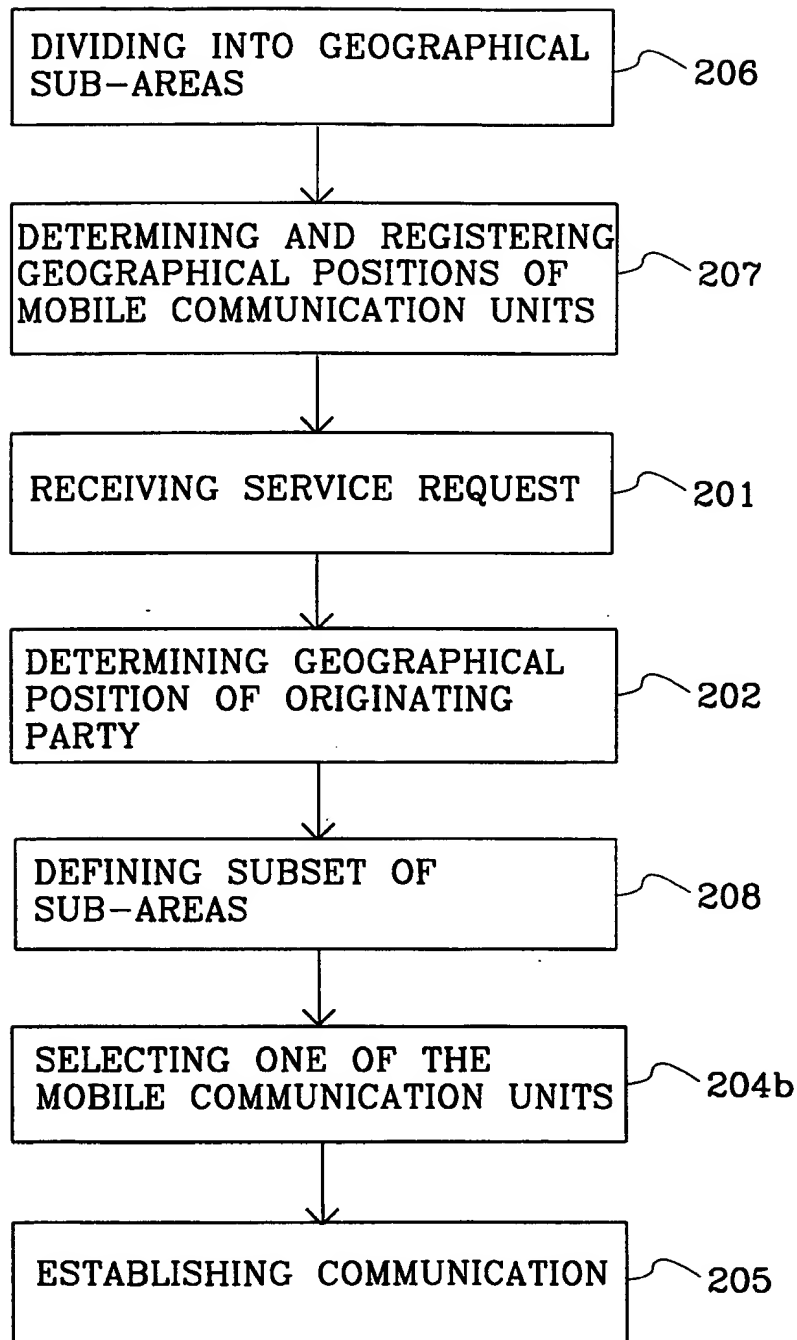 DIVIDING INTO GEOGRAPHICAL
SUB-AREAS
206
DETERMINING AND REGISTERING
GEOGRAPHICAL POSITIONS OF
MOBILE COMMUNICATION UNITS
207
RECEIVING SERVICE REQUEST
201
DETERMINING GEOGRAPHICAL
POSITION OF ORIGINATING
PARTY
202
DEFINING SUBSET OF
SUB-AREAS
208
SELECTING ONE OF THE
MOBILE COMMUNICATION UNITS
204b
ESTABLISHING COMMUNICATION
205